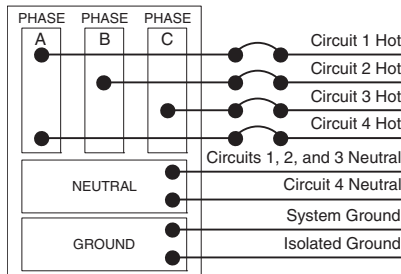 PHASE PHASE PHASE
A B C
Circuit 1 Hot
Circuit 2 Hot
Circuit 3 Hot
Circuit 4 Hot
Circuits 1, 2, and 3 Neutral
NEUTRAL
Circuit 4 Neutral
System Ground
GROUND
Isolated Ground